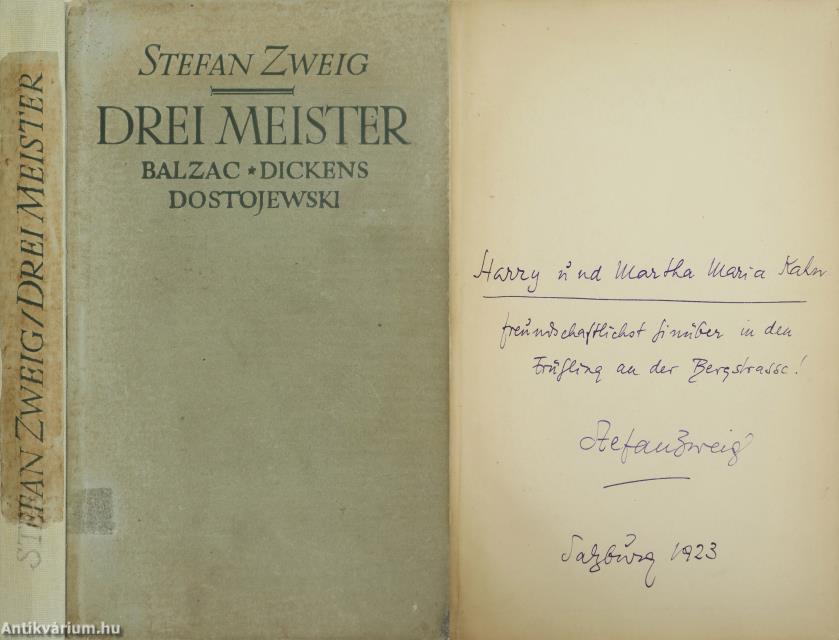 STEFAN ZWEIG/DREI MEISTER
STEFAN ZWEIG
DREI MEISTER
BALZAC * DICKENS
DOSTOJEWSKI
Harry und Martha Maria Kahn
freundschaftlichst hinüber in den
Frühling an der Bergstrasse!
Stefan Zweig
Salzburg 1923
Antikvárium.hu